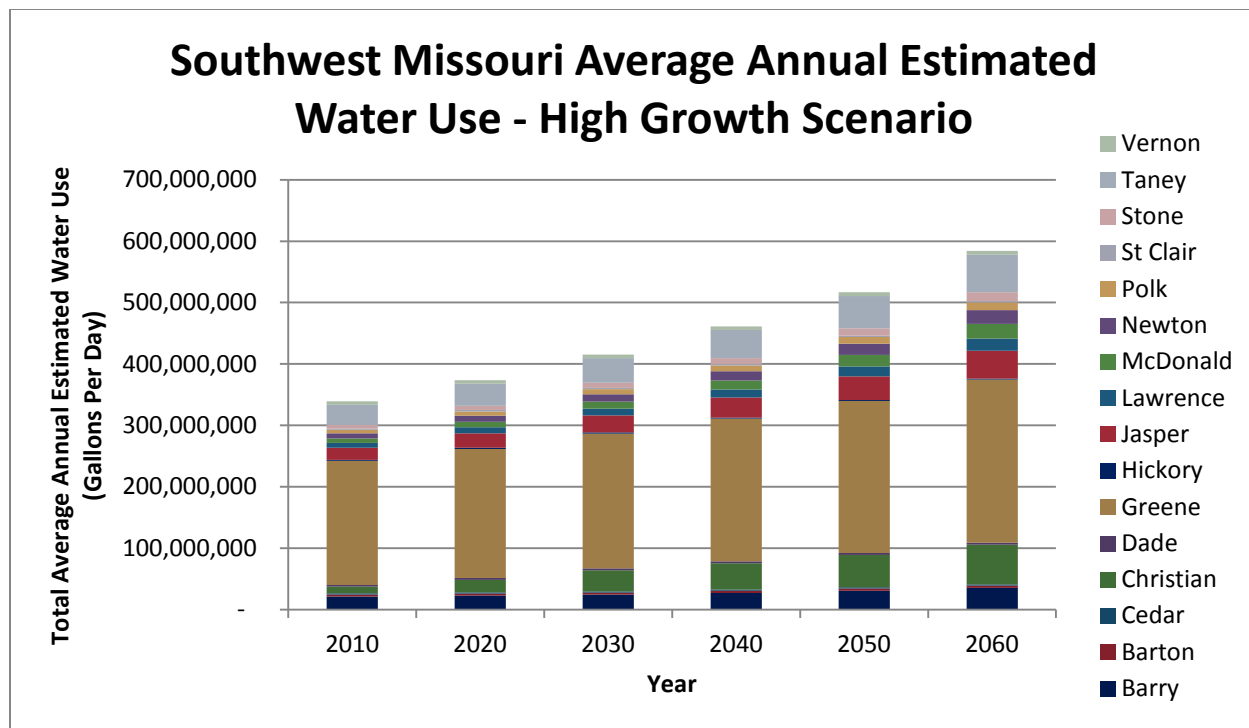 Southwest Missouri Average Annual Estimated
Water Use - High Growth Scenario
Total Average Annual Estimated Water Use
(Gallons Per Day)
700,000,000
600,000,000
500,000,000
400,000,000
300,000,000
200,000,000
100,000,000
-
2010
2020
2030
2040
2050
2060
Year
Vernon
Taney
Stone
St Clair
Polk
Newton
McDonald
Lawrence
Jasper
Hickory
Greene
Dade
Christian
Cedar
Barton
Barry